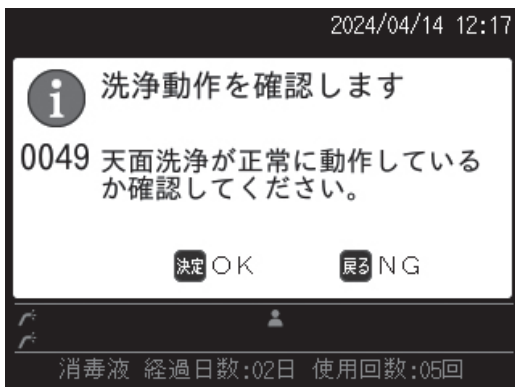 2024/04/14 12:17
洗浄動作を確認します
0049 天面洗浄が正常に動作している
か確認してください。
決定 OK 戻る NG
消毒液 経過日数:02日 使用回数:05回